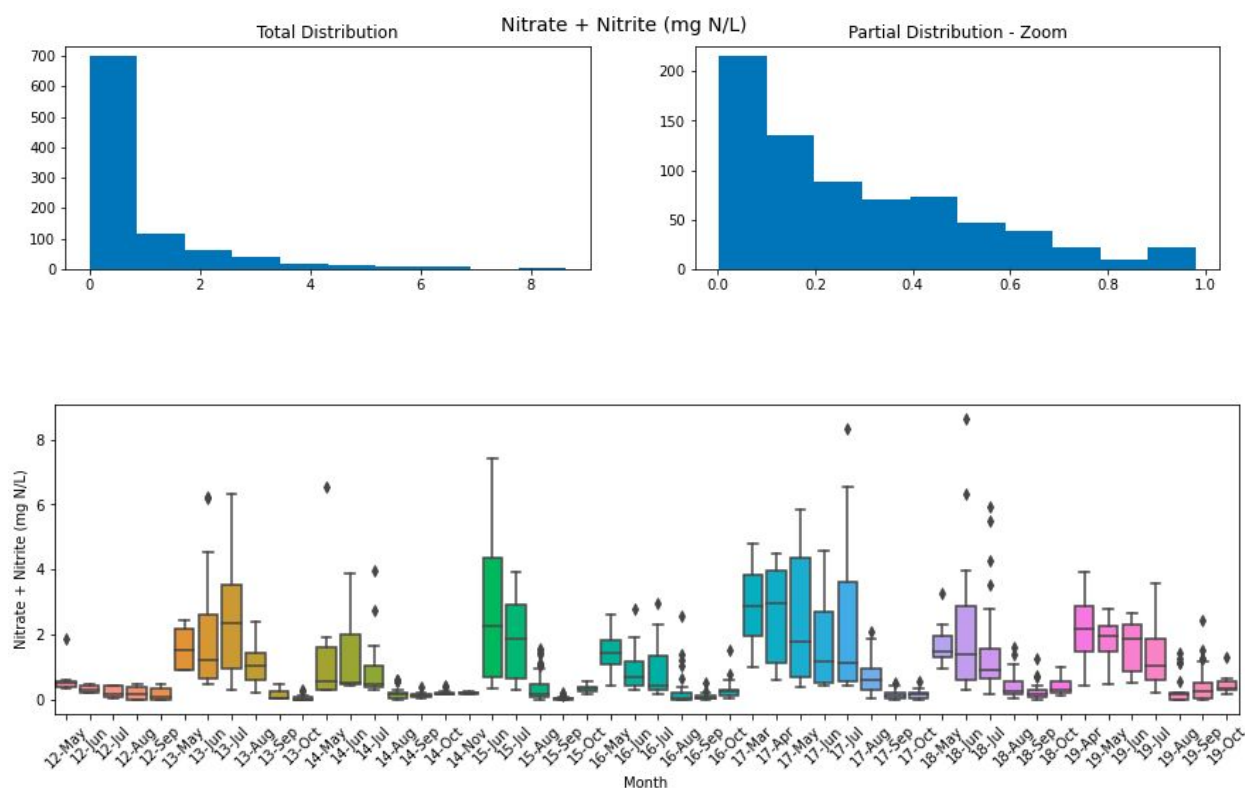 Nitrate + Nitrite (mg N/L)
Total Distribution
Partial Distribution - Zoom
700
600
500
400
300
200
100
0
0 2 4 6 8
200
150
100
50
0
0.0 0.2 0.4 0.6 0.8 1.0
Nitrate + Nitrite (mg N/L)
8
6
4
2
0
12-May 12-Jun 12-Jul 12-Aug 12-Sep 13-May 13-Jun 13-Jul 13-Aug 13-Sep 13-Oct 14-May 14-Jun 14-Jul 14-Aug 14-Sep 14-Oct 14-Nov 15-Jun 15-Jul 15-Aug 15-Sep 15-Oct 16-May 16-Jun 16-Jul 16-Aug 16-Sep 16-Oct 17-Mar 17-Apr 17-May 17-Jun 17-Jul 17-Aug 17-Sep 17-Oct 18-May 18-Jun 18-Jul 18-Aug 18-Sep 18-Oct 19-Apr 19-May 19-Jun 19-Jul 19-Aug 19-Sep 19-Oct
Month